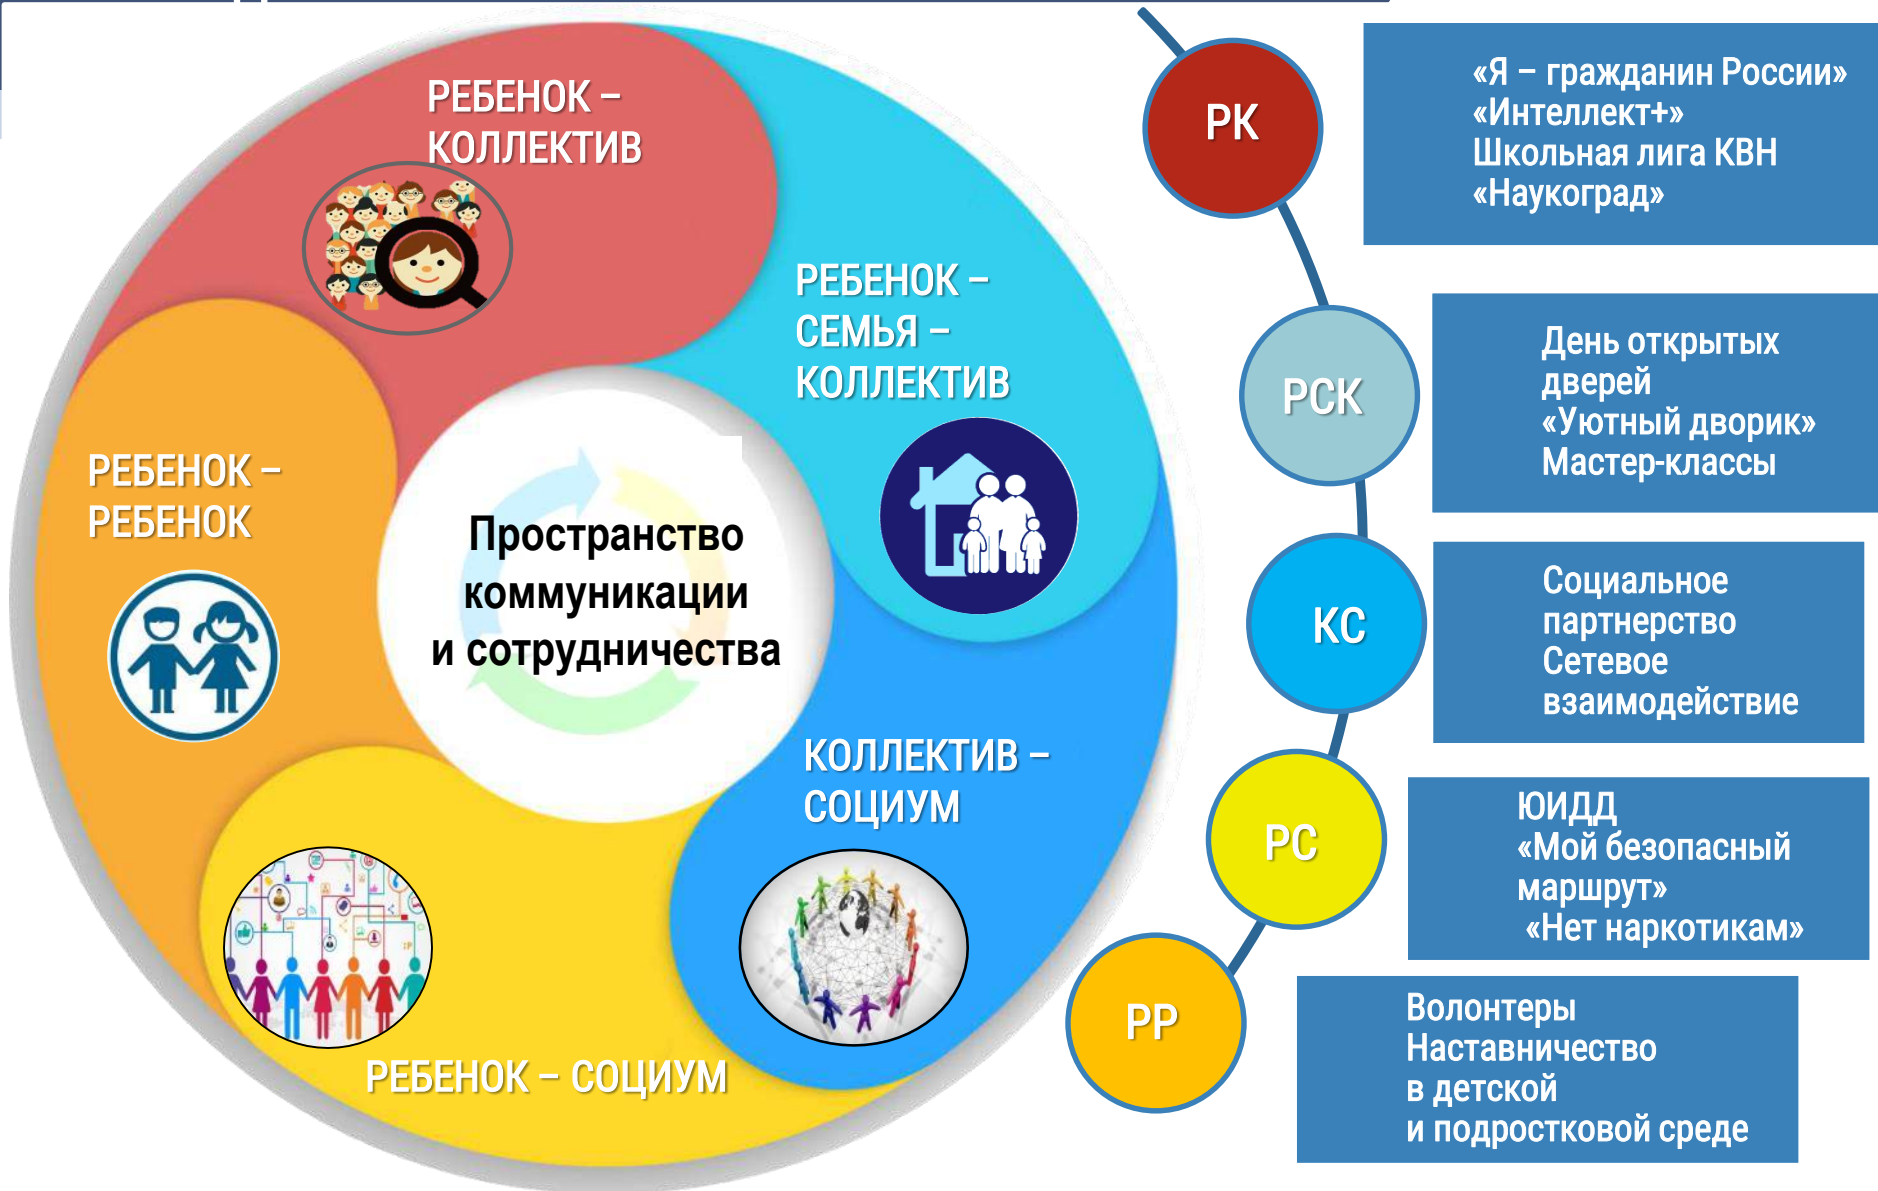 РЕБЕНОК –
КОЛЛЕКТИВ
РЕБЕНОК –
СЕМЬЯ –
КОЛЛЕКТИВ
РЕБЕНОК –
РЕБЕНОК
Пространство
коммуникации
и сотрудничества
КОЛЛЕКТИВ –
СОЦИУМ
РЕБЕНОК – СОЦИУМ
РК
«Я – гражданин России»
«Интеллект+»
Школьная лига КВН
«Наукоград»
РСК
День открытых
дверей
«Уютный дворик»
Мастер-классы
КС
Социальное
партнерство
Сетевое
взаимодействие
РС
ЮИДД
«Мой безопасный
маршрут»
«Нет наркотикам»
РР
Волонтеры
Наставничество
в детской
и подростковой среде